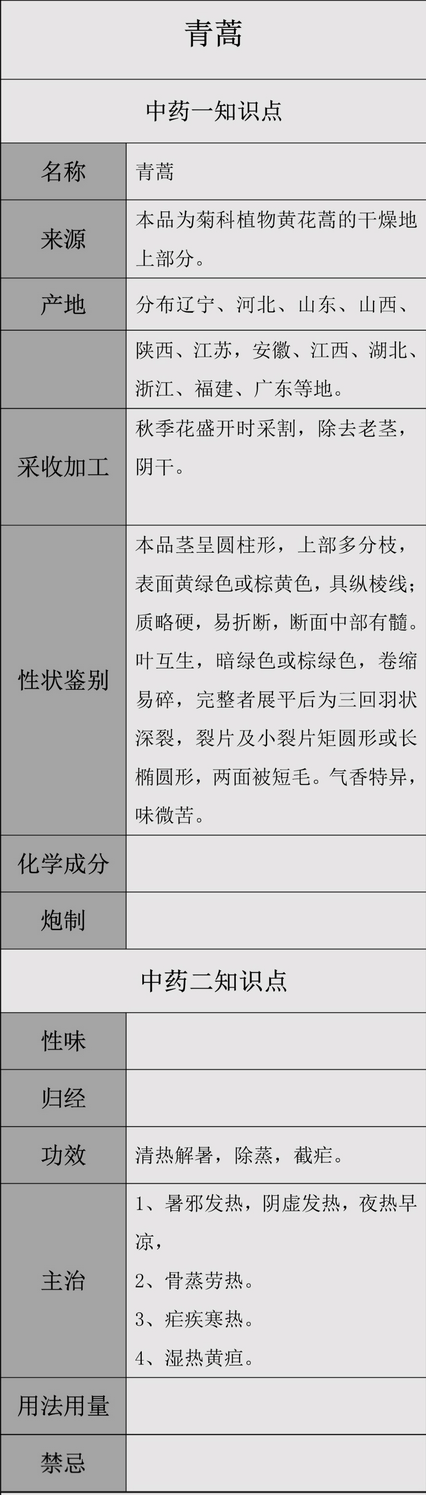 青蒿
中药一知识点
名称
青蒿
来源
本品为菊科植物黄花蒿的干燥地
上部分。
产地
分布辽宁、河北、山东、山西、
陕西、江苏，安徽、江西、湖北、
浙江、福建、广东等地。
采收加工
秋季花盛开时采割，除去老茎，
阴干。
性状鉴别
本品茎呈圆柱形，上部多分枝，
表面黄绿色或棕黄色，具纵棱线；
质略硬，易折断，断面中部有髓。
叶互生，暗绿色或棕绿色，卷缩
易碎，完整者展平后为三回羽状
深裂，裂片及小裂片矩圆形或长
椭圆形，两面被短毛。气香特异，
味微苦。
化学成分
炮制
中药二知识点
性味
归经
功效
清热解暑，除蒸，截疟。
主治
1、暑邪发热，阴虚发热，夜热早
凉，
2、骨蒸劳热。
3、疟疾寒热。
4、湿热黄疸。
用法用量
禁忌